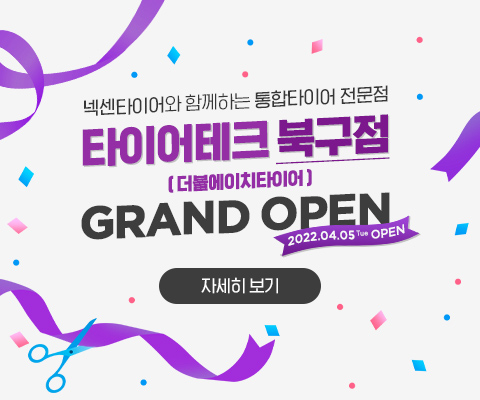 넥센타이어와 함께하는 통합타이어 전문점
타이어테크 북구점
( 더블에이치타이어 )
GRAND OPEN
2022.04.05 Tue OPEN
자세히 보기